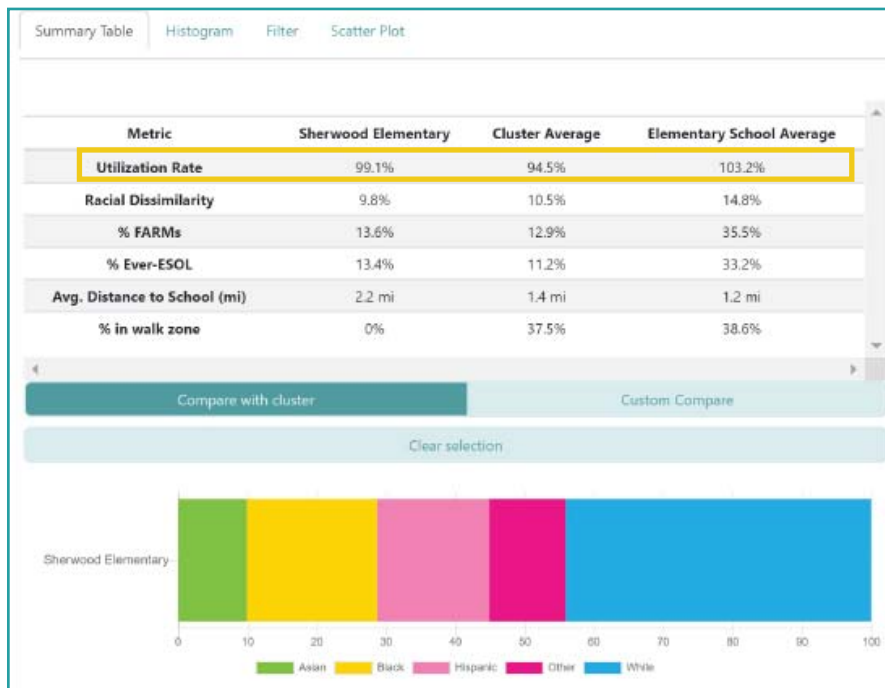 Summary Table Histogram Filter Scatter Plot
Metric Sherwood Elementary Cluster Average Elementary School Average
Utilization Rate 99.1% 94.5% 103.2%
Racial Dissimilarity 9.8% 10.5% 14.8%
% FARMs 13.6% 12.9% 35.5%
% Ever-ESOL 13.4% 11.2% 33.2%
Avg. Distance to School (mi) 2.2 mi 1.4 mi 1.2 mi
% in walk zone 0% 37.5% 38.6%
Compare with cluster Custom Compare
Clear selection
Sherwood Elementary
0 10 20 30 40 50 60 70 80 90 100
Asian Black Hispanic Other White